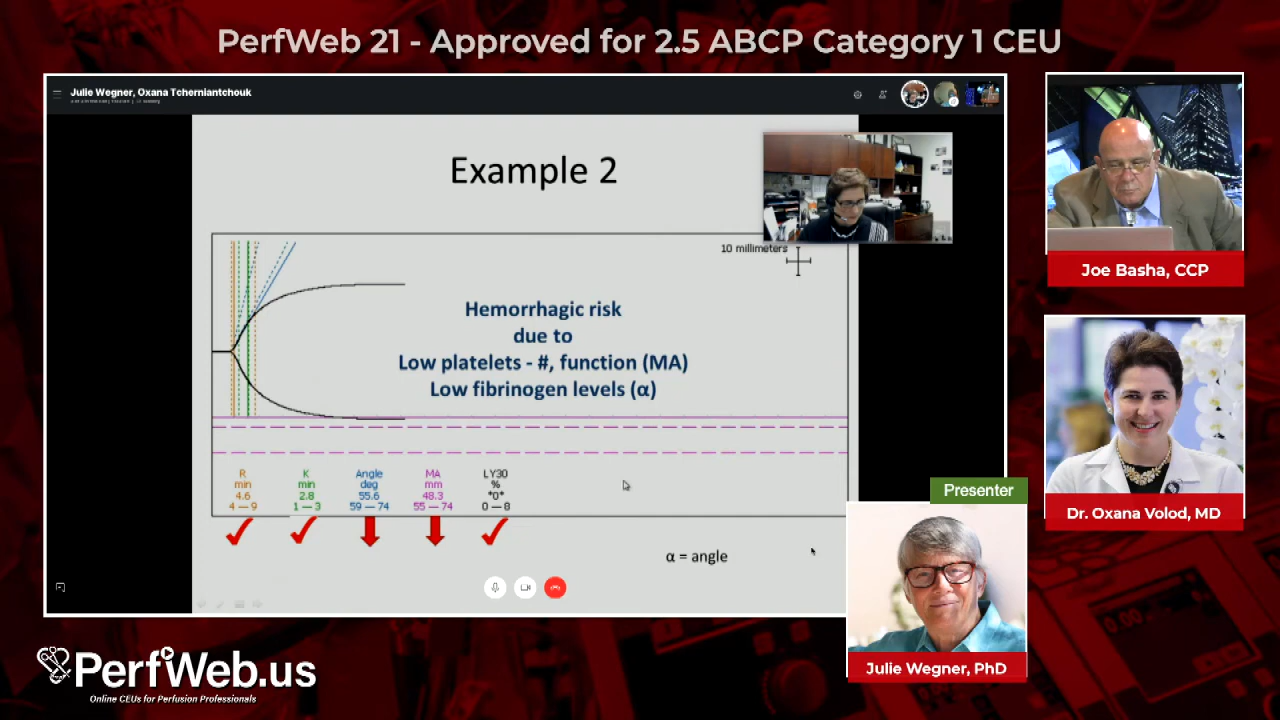 PerfWeb 21 - Approved for 2.5 ABCP Category 1 CEU
Julie Wegner, Oxana Tcherniantchouk
Example 2
10 millimeters
Hemorrhagic risk
due to
Low platelets - #, function (MA)
Low fibrinogen levels (α)
R K Angle MA LY30
min min deg mm %
4.6 2.8 55.6 48.3 *0*
4 — 9 1 — 3 59 — 74 55 — 74 0 — 8
α = angle
Joe Basha, CCP
Dr. Oxana Volod, MD
Presenter
Julie Wegner, PhD
PerfWeb.us
Online CEUs for Perfusion Professionals